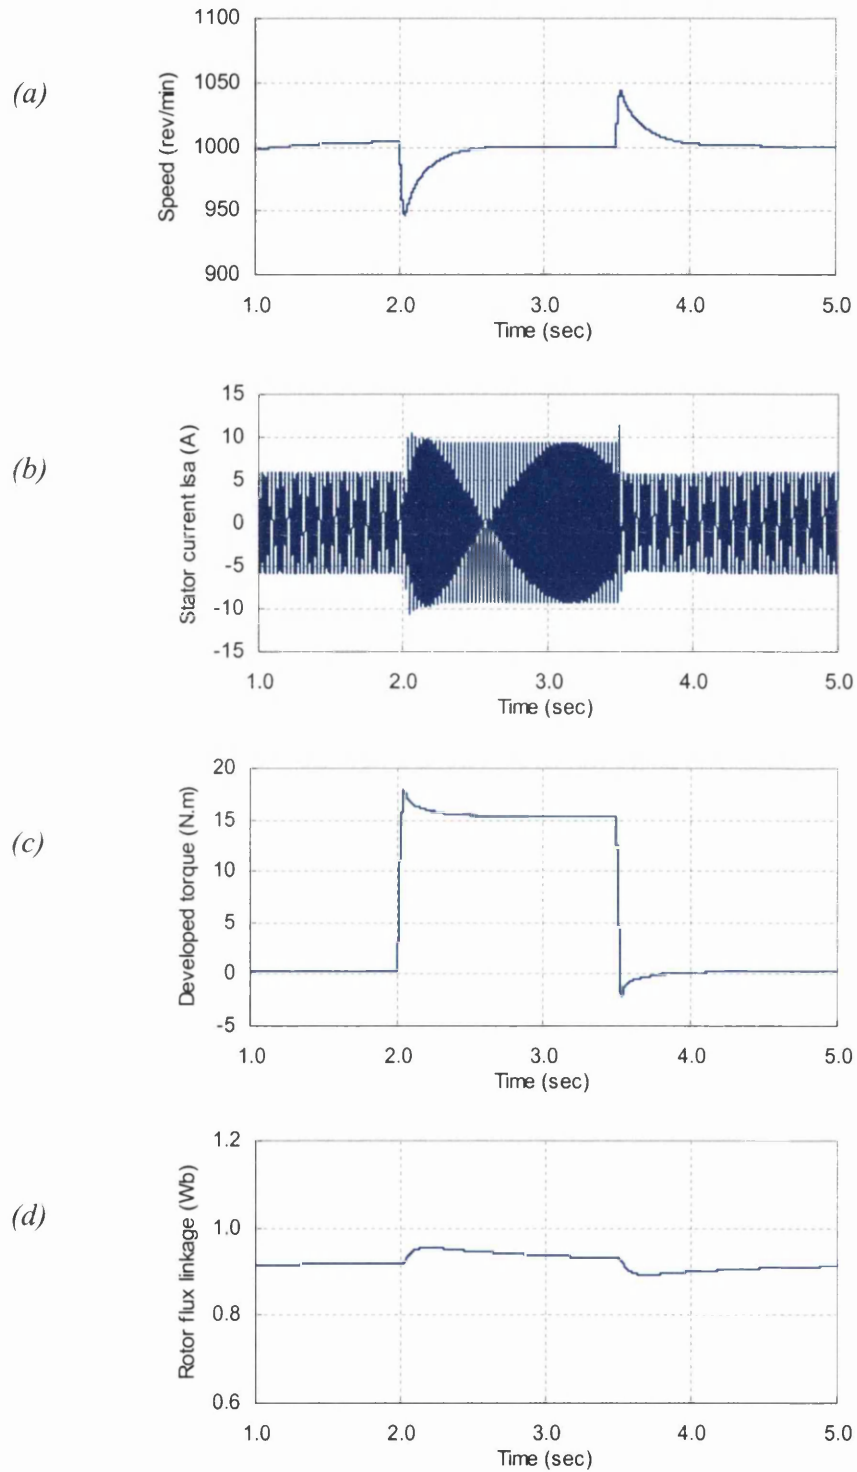 (a)
Speed (rev/min)
1100
1050
1000
950
900
1.0 2.0 3.0 4.0 5.0
Time (sec)
(b)
Stator current Isa (A)
15
10
5
0
-5
-10
-15
1.0 2.0 3.0 4.0 5.0
Time (sec)
(c)
Developed torque (N.m)
20
15
10
5
0
-5
1.0 2.0 3.0 4.0 5.0
Time (sec)
(d)
Rotor flux linkage (Wb)
1.2
1.0
0.8
0.6
1.0 2.0 3.0 4.0 5.0
Time (sec)